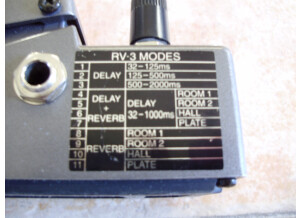 RV-3 MODES
1 32~125ms
2 DELAY 125~500ms
3 500~2000ms
4 DELAY ROOM 1
5 + DELAY ROOM 2
6 REVERB 32~1000ms HALL
7 PLATE
8 ROOM 1
9 REVERB ROOM 2
10 HALL
11 PLATE